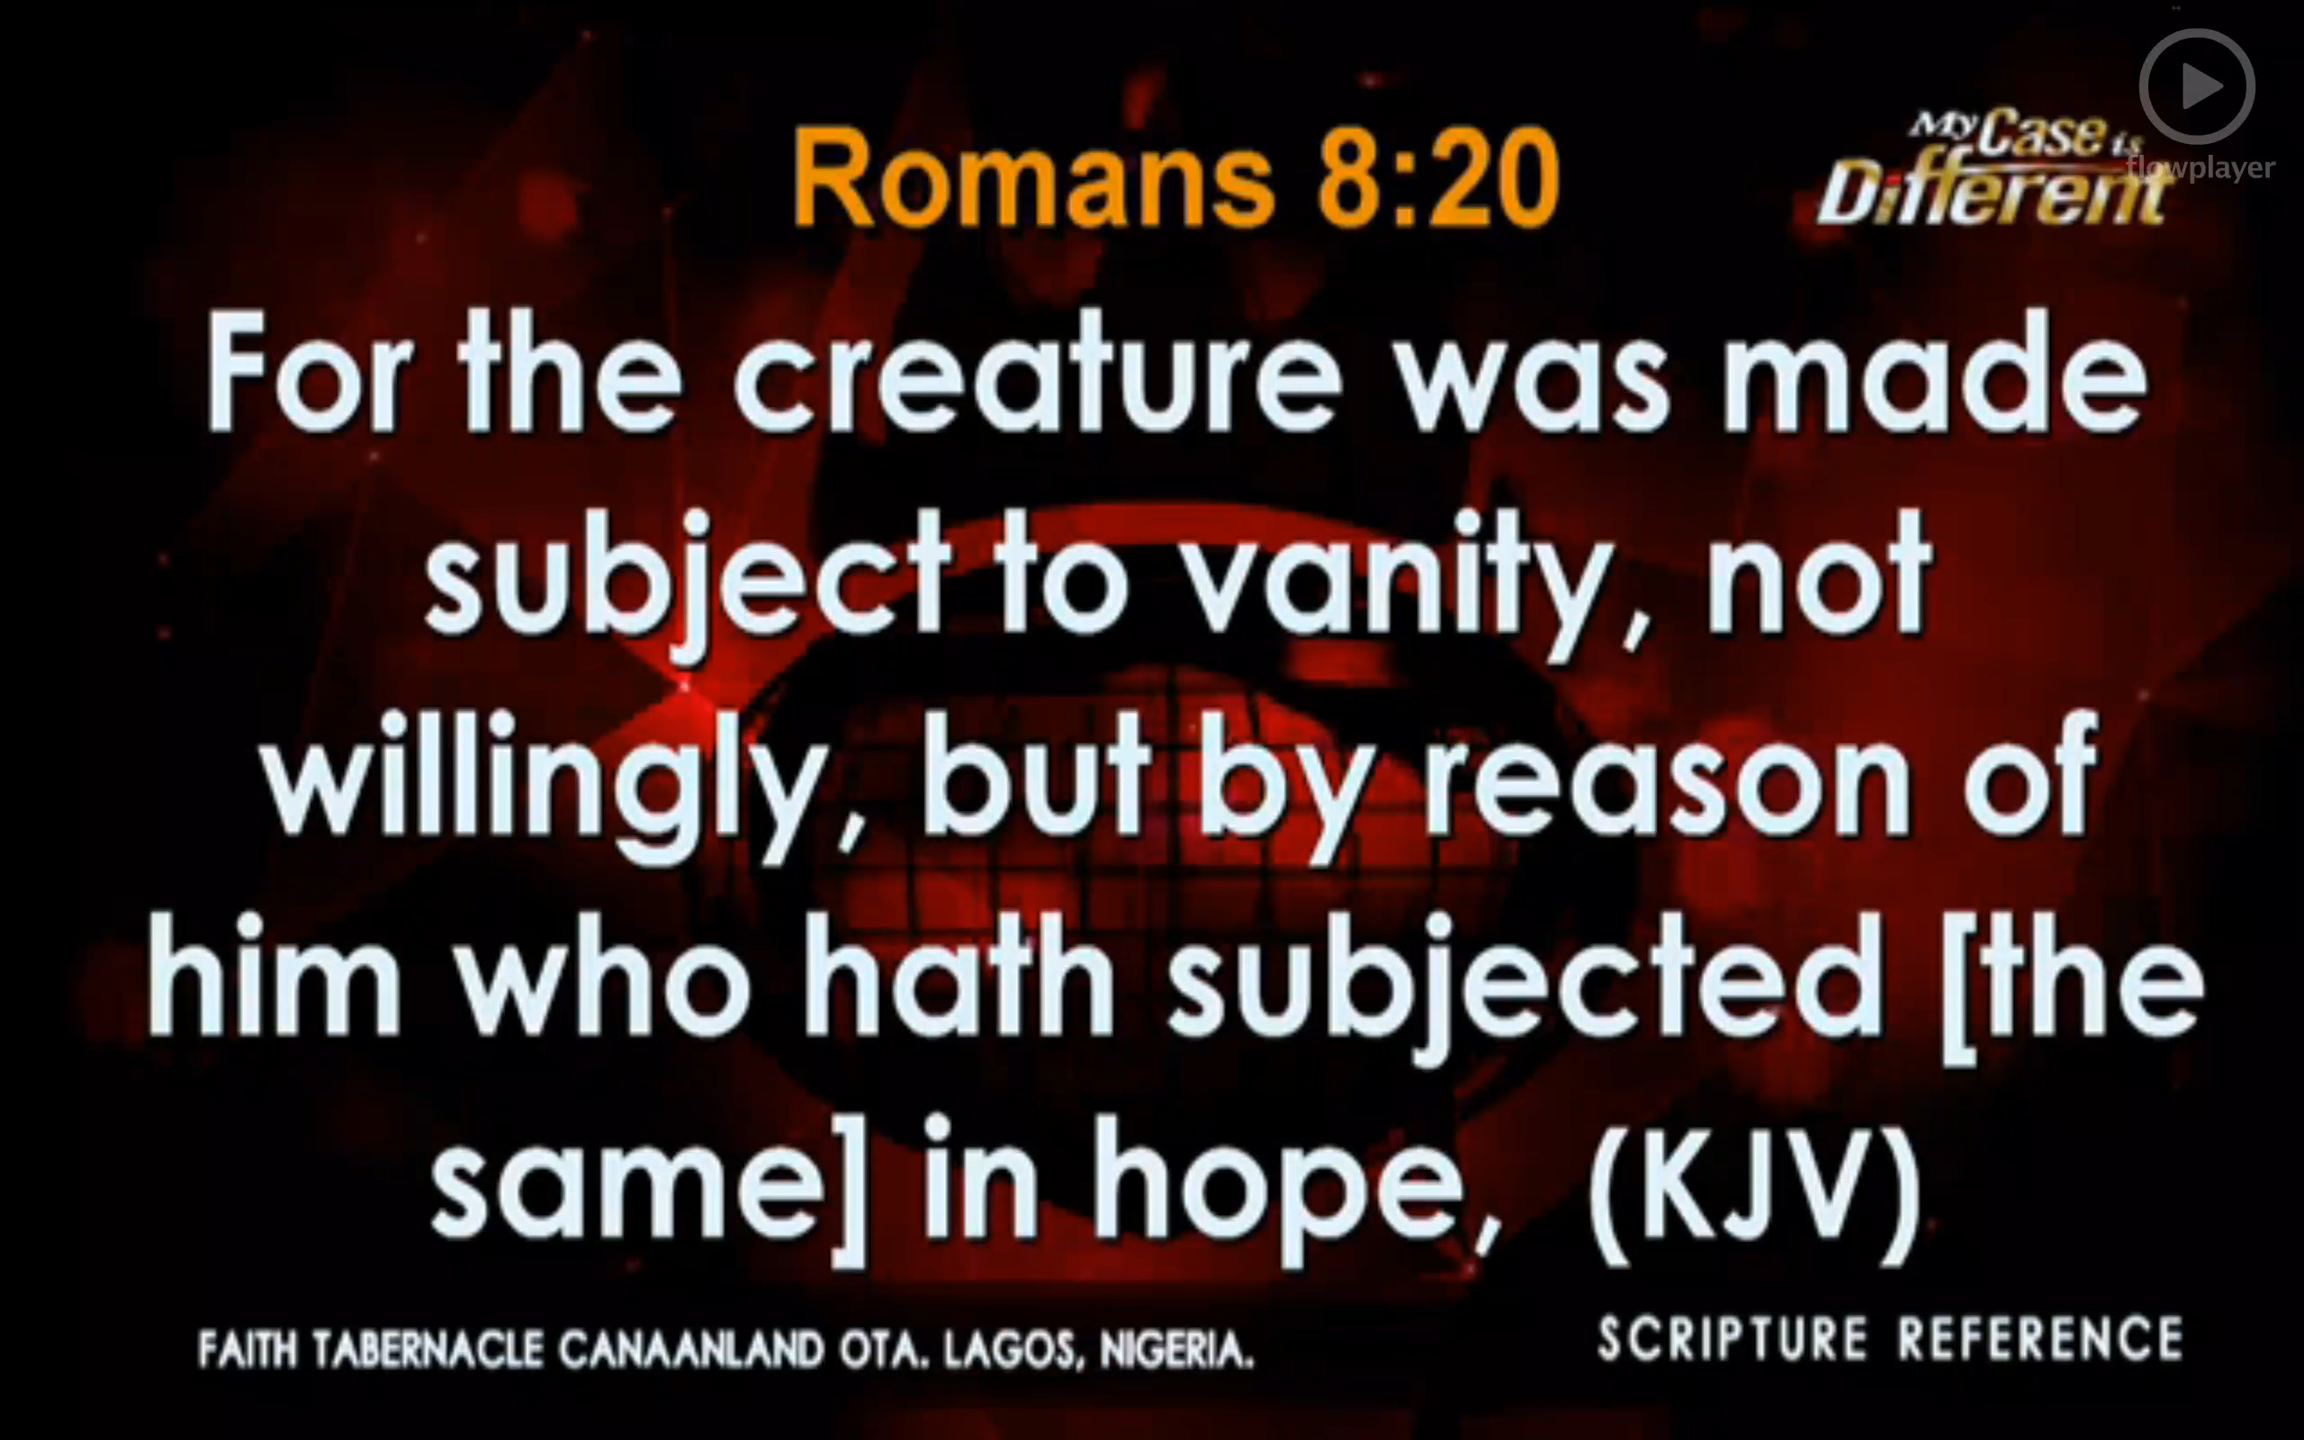 Romans 8:20
My Case is
Different
flowplayer
For the creature was made
subject to vanity, not
willingly, but by reason of
him who hath subjected [the
same] in hope, (KJV)
FAITH TABERNACLE CANAANLAND OTA. LAGOS, NIGERIA.
SCRIPTURE REFERENCE